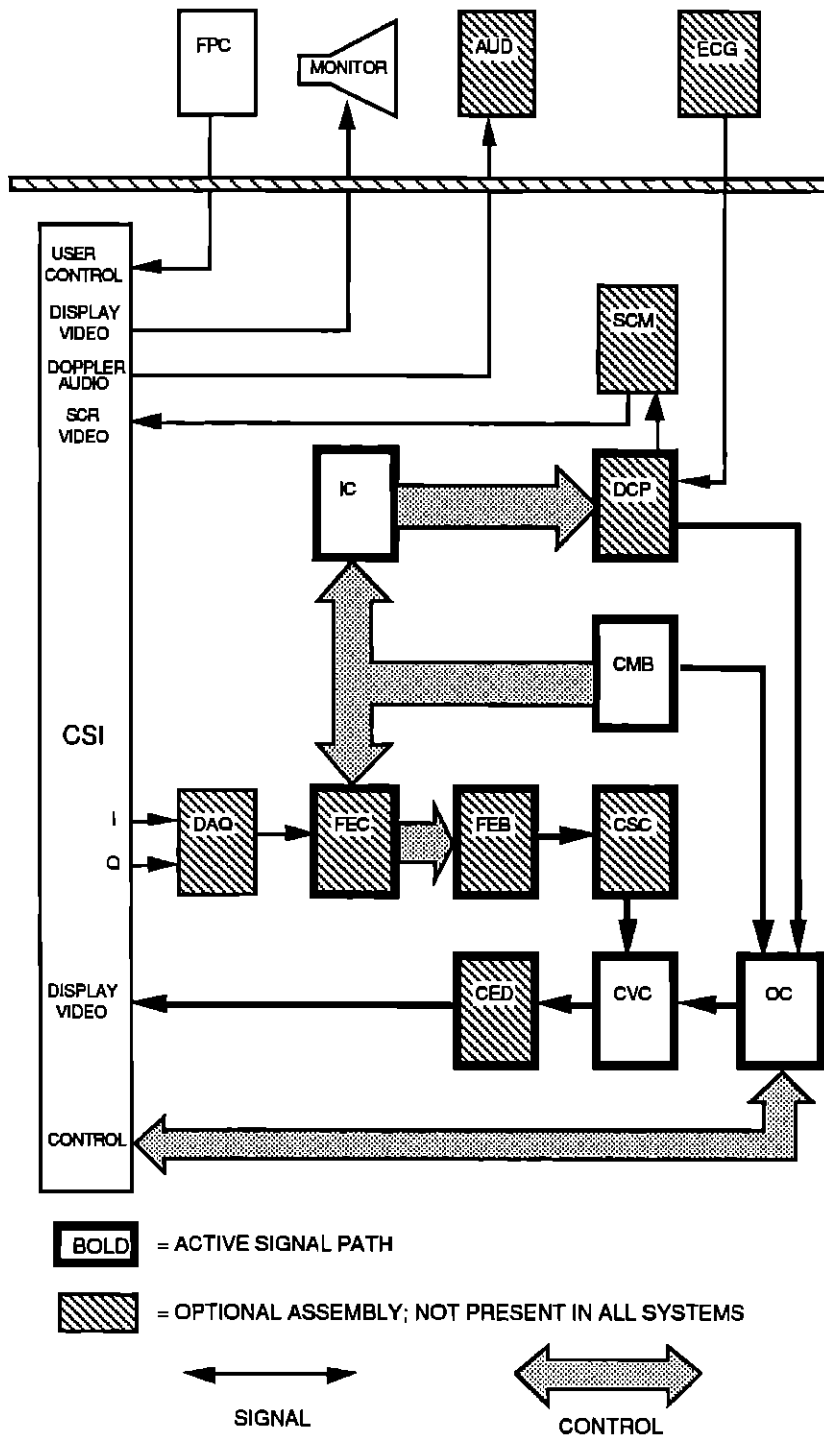 FPC
MONITOR
AUD
ECG
USER
CONTROL
DISPLAY
VIDEO
DOPPLER
AUDIO
SCR
VIDEO
SCM
IC
DCP
CMB
CSI
I
Q
DAQ
FEC
FEB
CSC
DISPLAY
VIDEO
CED
CVC
OC
CONTROL
BOLD = ACTIVE SIGNAL PATH
= OPTIONAL ASSEMBLY; NOT PRESENT IN ALL SYSTEMS
SIGNAL
CONTROL